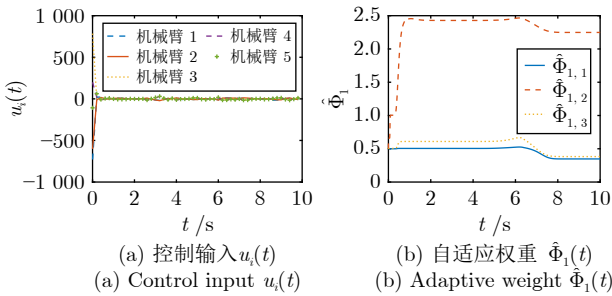 1 000
500
0
−500
−1 000
u_i(t)
机械臂 1
机械臂 2
机械臂 3
机械臂 4
机械臂 5
0 2 4 6 8 10
t /s
2.5
2.0
1.5
1.0
0.5
0
Φ̂_1
Φ̂_{1, 1}
Φ̂_{1, 2}
Φ̂_{1, 3}
0 2 4 6 8 10
t /s
(a) 控制输入u_i(t)
(a) Control input u_i(t)
(b) 自适应权重 Φ̂_1(t)
(b) Adaptive weight Φ̂_1(t)